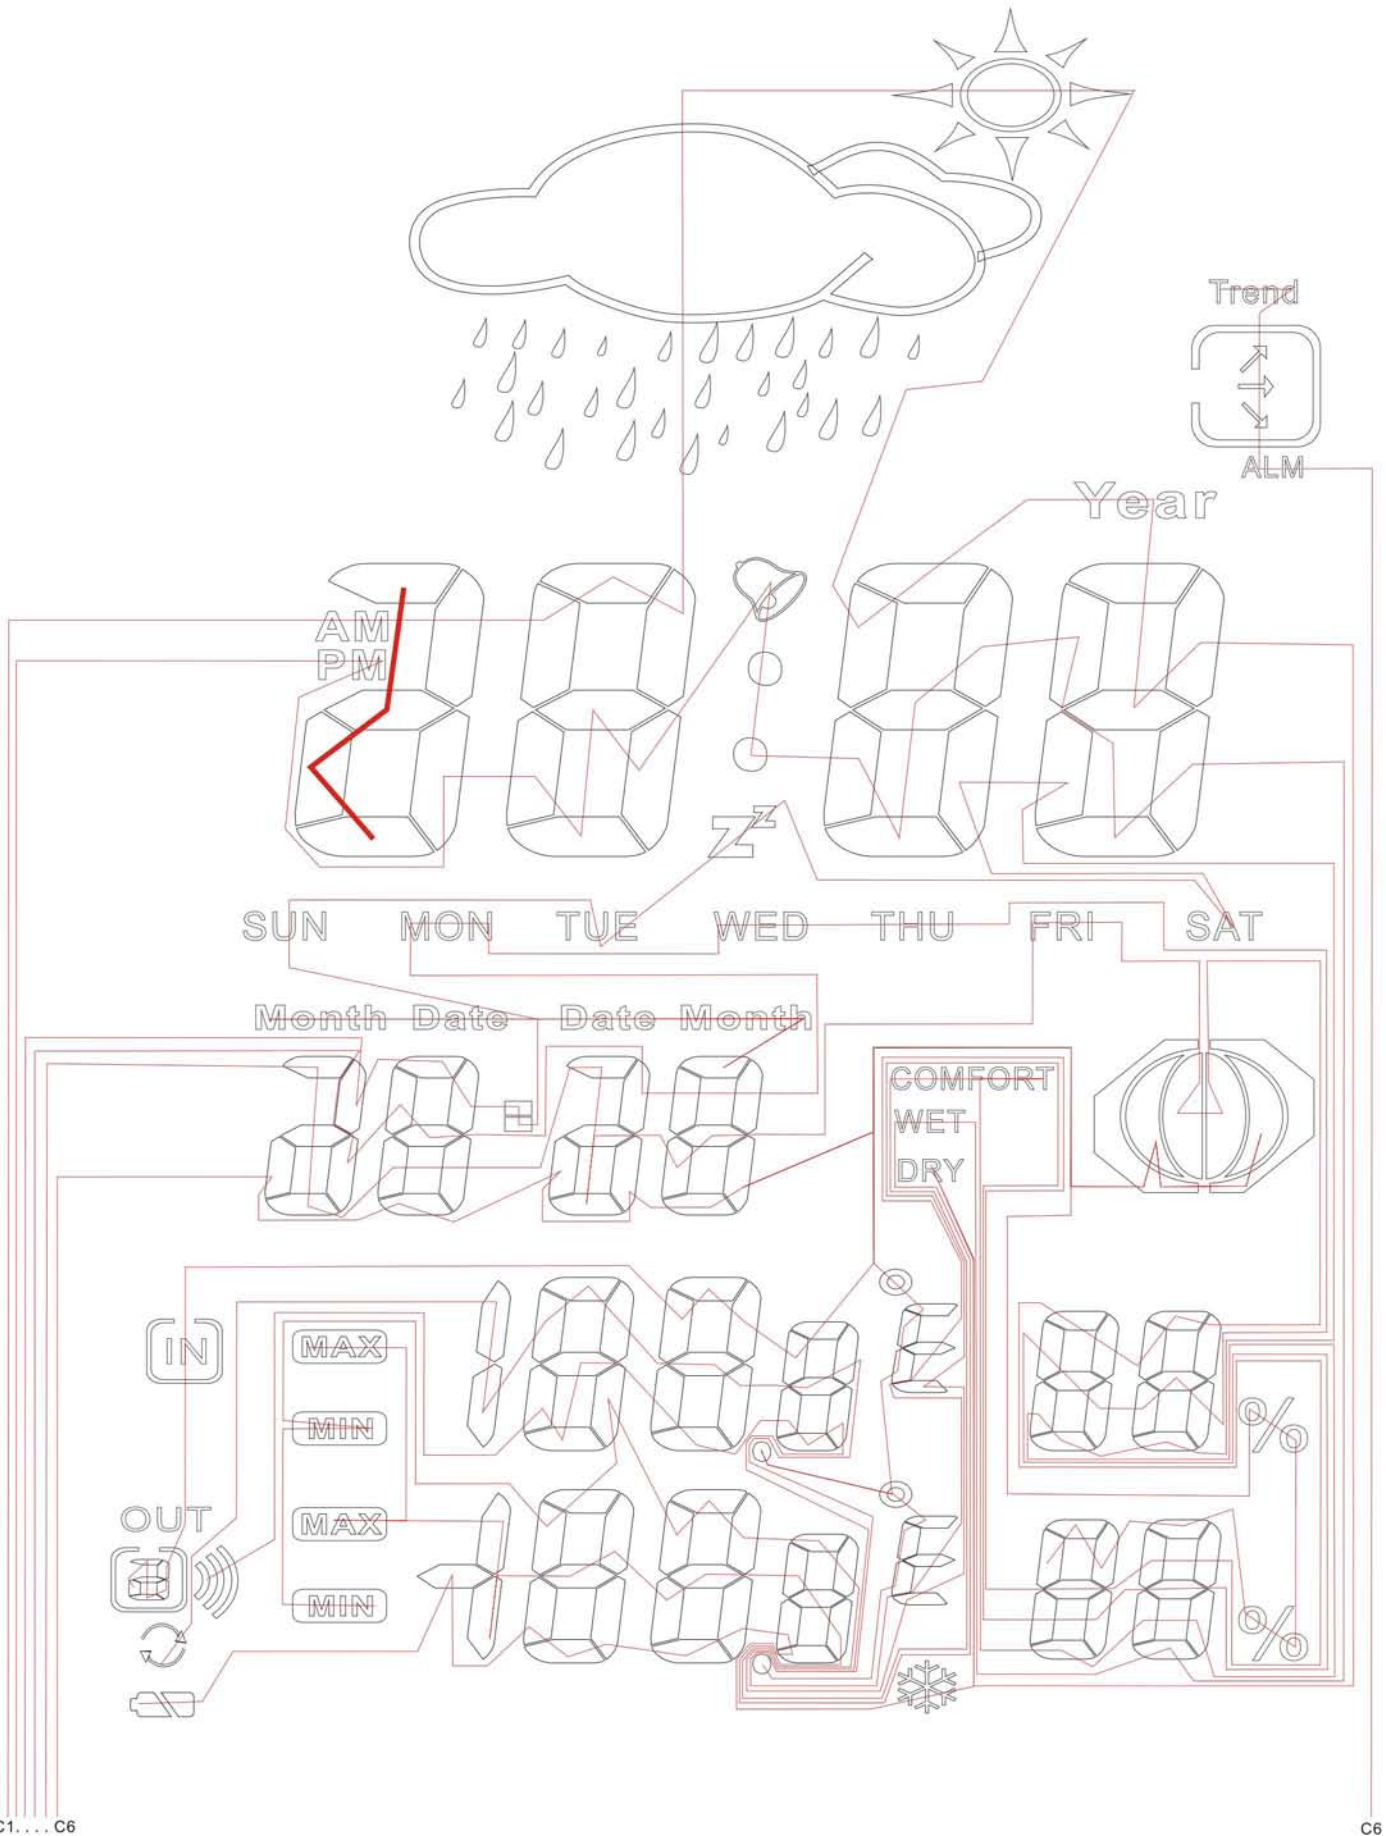 Trend
ALM
Year
AM
PM
Zz
SUN MON TUE WED THU FRI SAT
Month Date Date Month
COMFORT
WET
DRY
IN
MAX
MIN
%
OUT
MAX
MIN
%
C1. . . . C6
C6